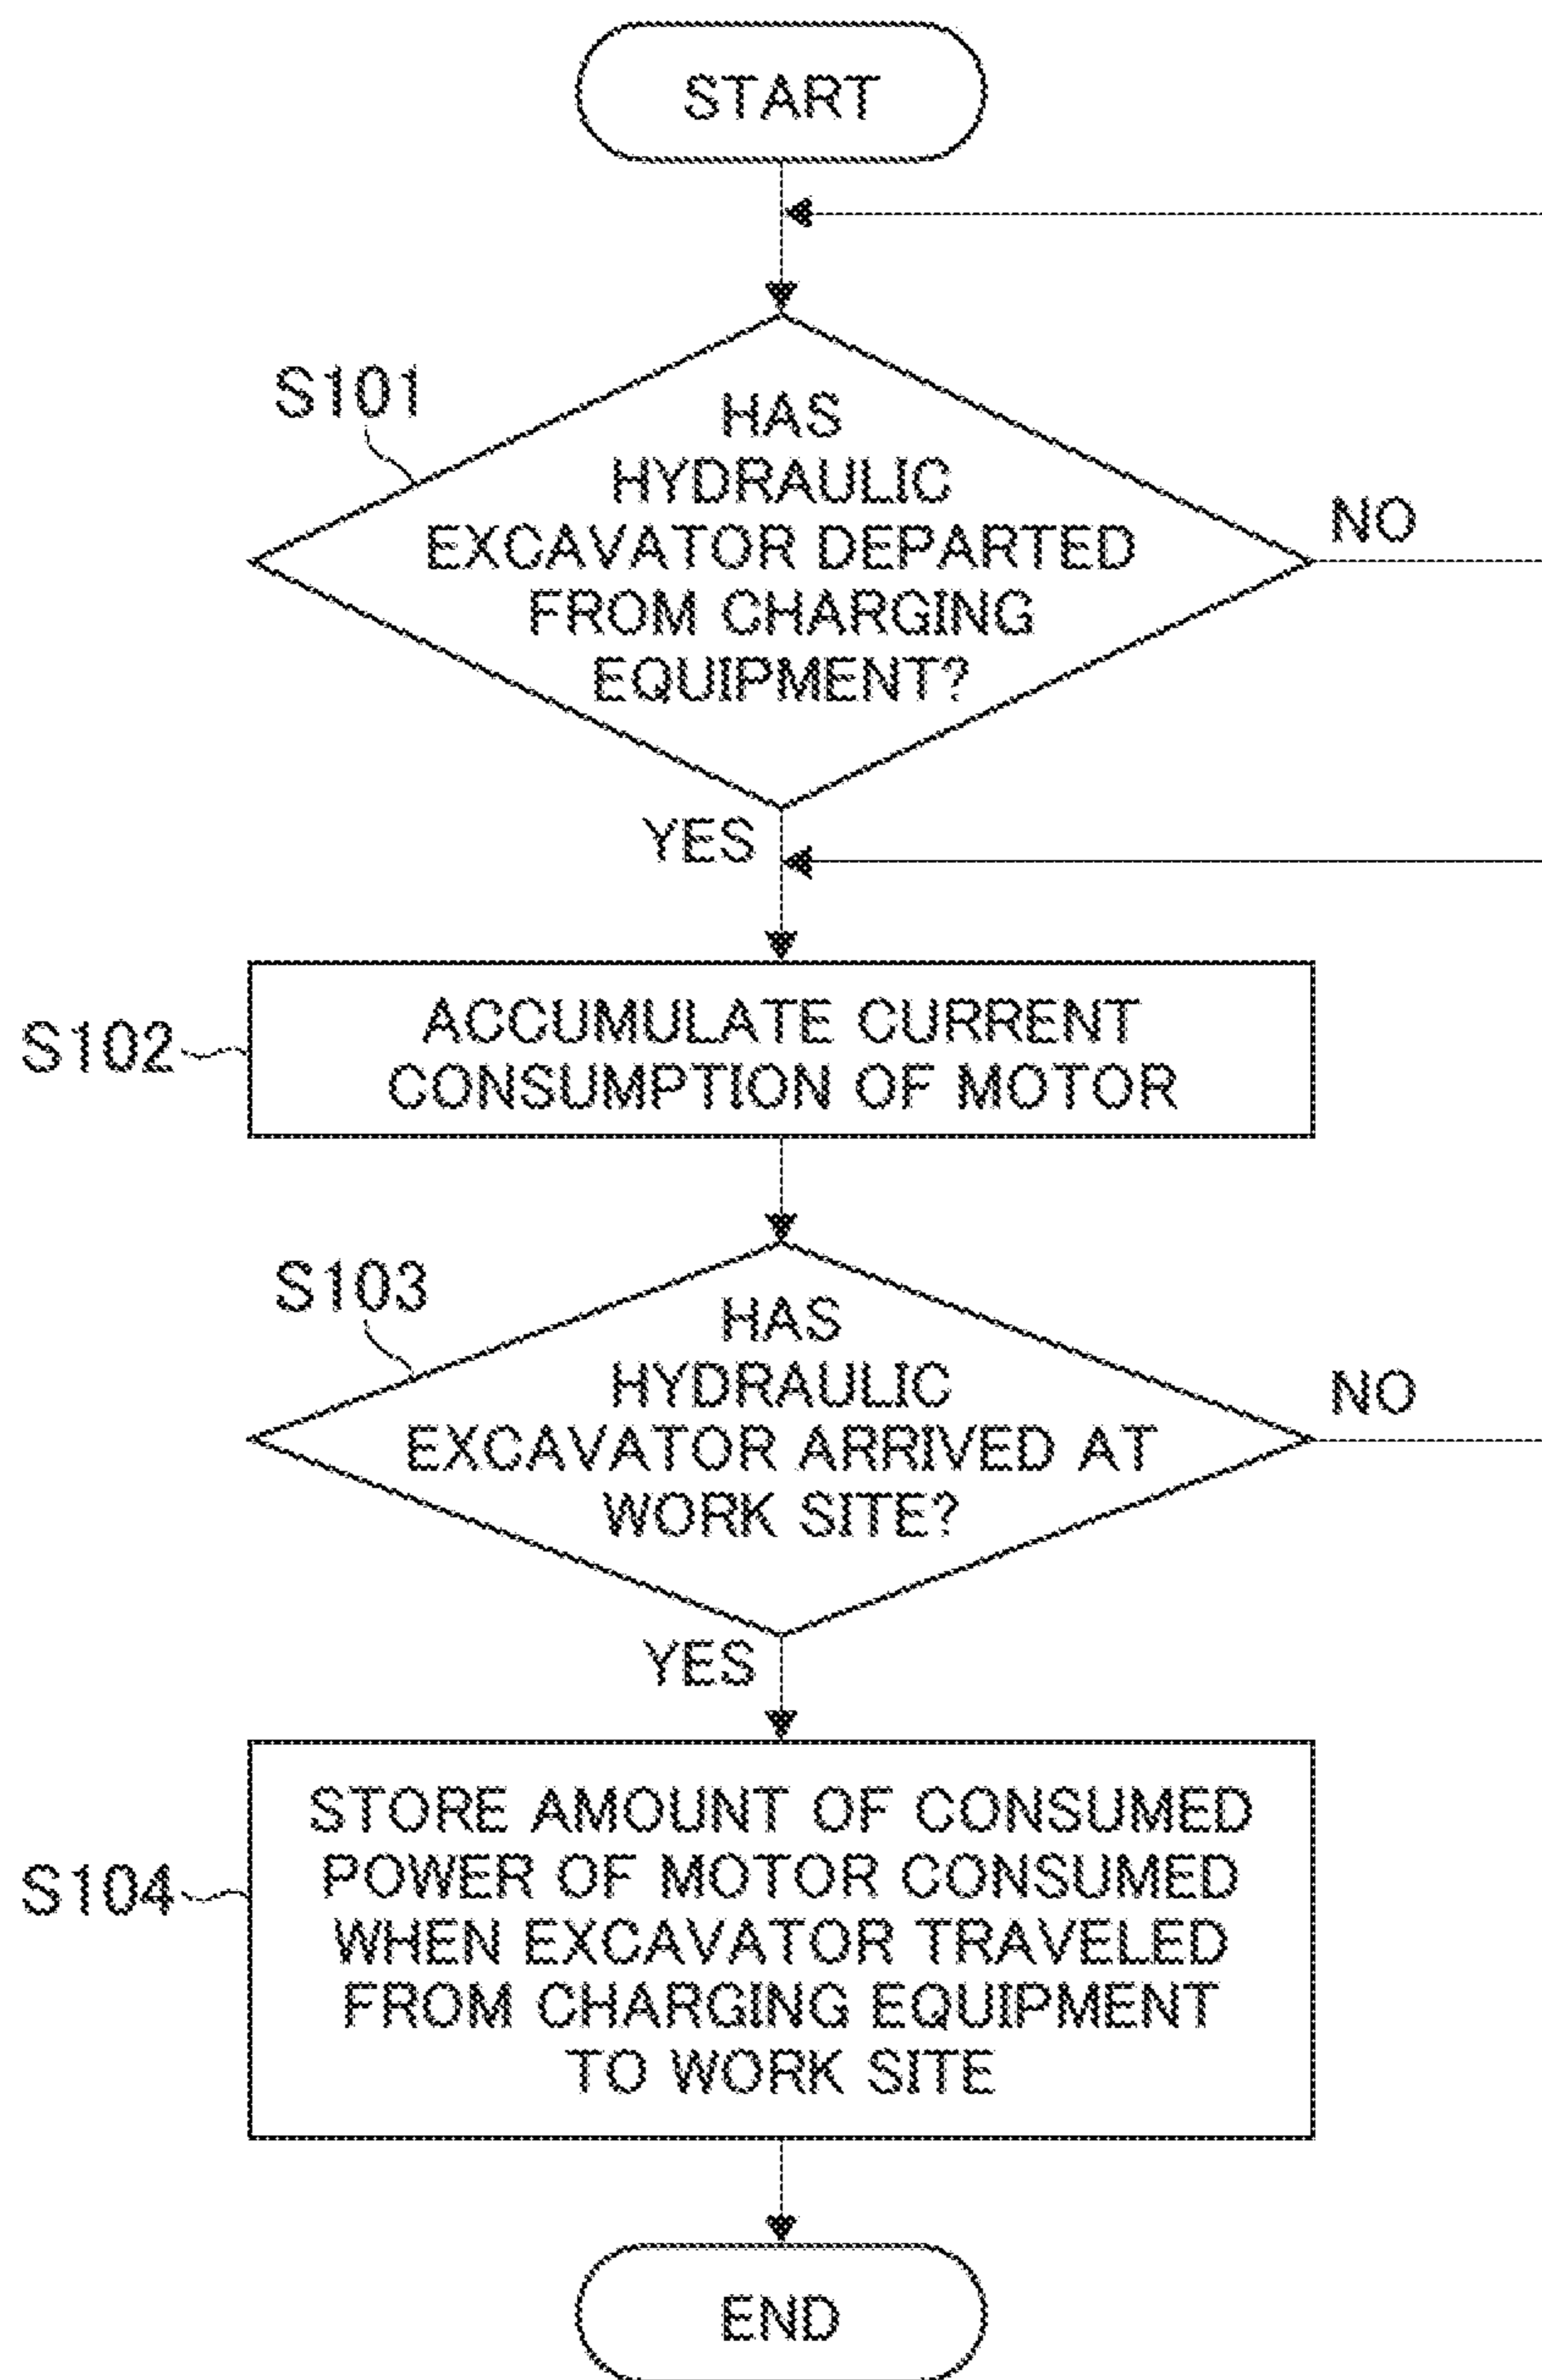 START
S101
HAS
HYDRAULIC
EXCAVATOR DEPARTED
FROM CHARGING
EQUIPMENT?
NO
YES
S102
ACCUMULATE CURRENT
CONSUMPTION OF MOTOR
S103
HAS
HYDRAULIC
EXCAVATOR ARRIVED AT
WORK SITE?
NO
YES
S104
STORE AMOUNT OF CONSUMED
POWER OF MOTOR CONSUMED
WHEN EXCAVATOR TRAVELED
FROM CHARGING EQUIPMENT
TO WORK SITE
END